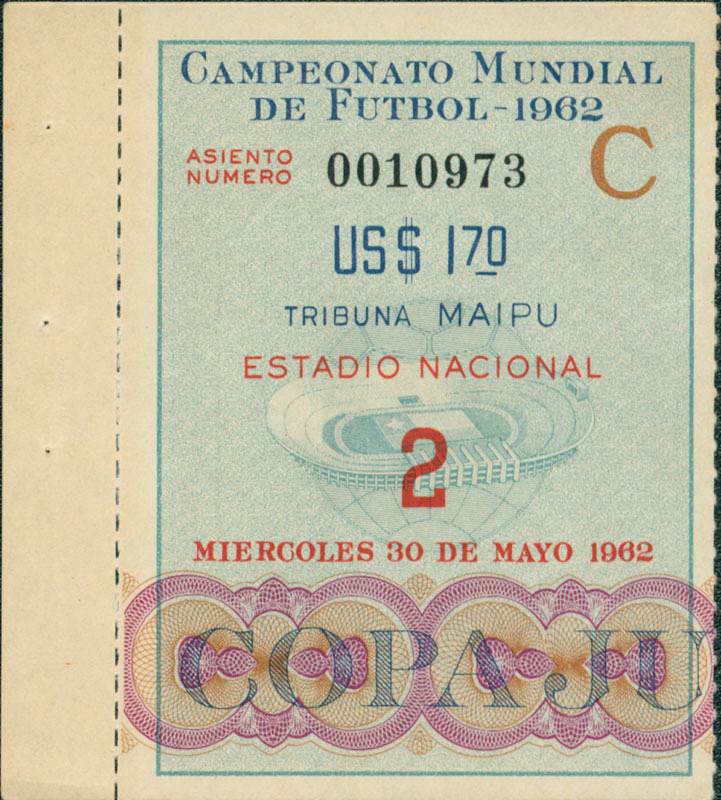 CAMPEONATO MUNDIAL
DE FUTBOL-1962
ASIENTO
NUMERO
0010973
C
US$ 170
TRIBUNA MAIPU
ESTADIO NACIONAL
2
MIERCOLES 30 DE MAYO 1962
COPA JU